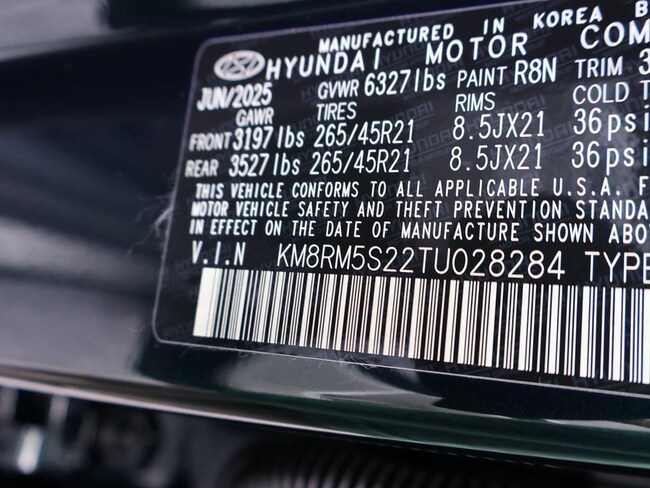 MANUFACTURED IN KOREA B
HYUNDAI MOTOR COM
JUN/2025 GVWR 6327lbs PAINT R8N TRIM 3
GAWR TIRES RIMS COLD T
FRONT 3197lbs 265/45R21 8.5JX21 36psi
REAR 3527lbs 265/45R21 8.5JX21 36psi
THIS VEHICLE CONFORMS TO ALL APPLICABLE U.S.A. F
MOTOR VEHICLE SAFETY AND THEFT PREVENTION STANDA
IN EFFECT ON THE DATE OF MANUFACTURE SHOWN ABO
V.I.N KM8RM5S22TU028284 TYPE